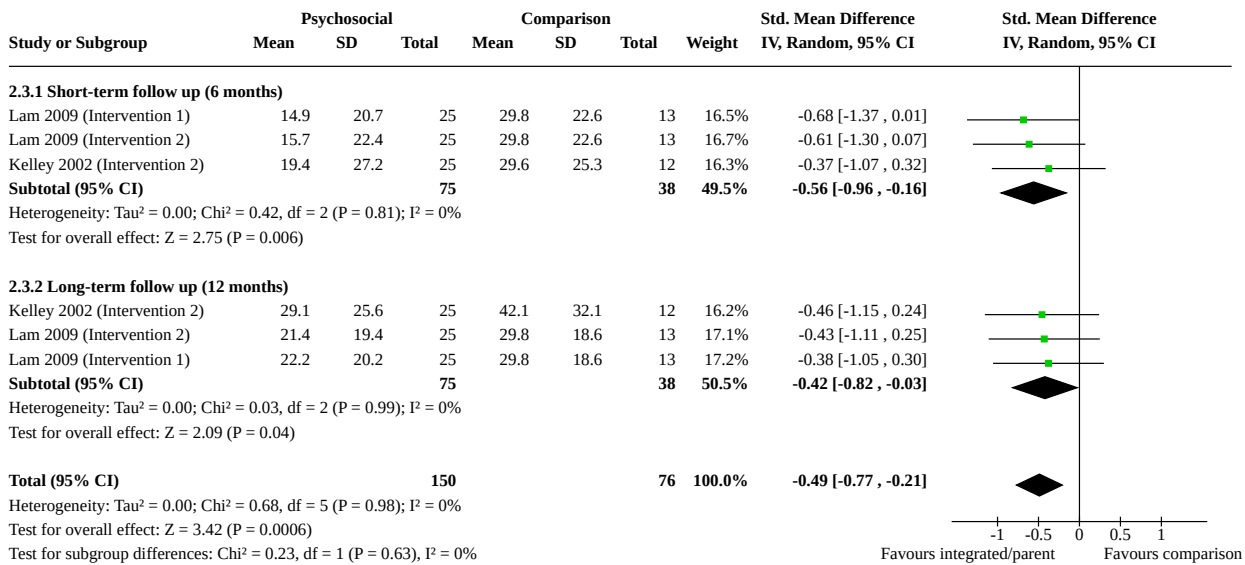 Psychosocial Comparison Std. Mean Difference Std. Mean Difference
Study or Subgroup Mean SD Total Mean SD Total Weight IV, Random, 95% CI IV, Random, 95% CI
2.3.1 Short-term follow up (6 months)
Lam 2009 (Intervention 1) 14.9 20.7 25 29.8 22.6 13 16.5% -0.68 [-1.37 , 0.01]
Lam 2009 (Intervention 2) 15.7 22.4 25 29.8 22.6 13 16.7% -0.61 [-1.30 , 0.07]
Kelley 2002 (Intervention 2) 19.4 27.2 25 29.6 25.3 12 16.3% -0.37 [-1.07 , 0.32]
Subtotal (95% CI) 75 38 49.5% -0.56 [-0.96 , -0.16]
Heterogeneity: Tau² = 0.00; Chi² = 0.42, df = 2 (P = 0.81); I² = 0%
Test for overall effect: Z = 2.75 (P = 0.006)
2.3.2 Long-term follow up (12 months)
Kelley 2002 (Intervention 2) 29.1 25.6 25 42.1 32.1 12 16.2% -0.46 [-1.15 , 0.24]
Lam 2009 (Intervention 2) 21.4 19.4 25 29.8 18.6 13 17.1% -0.43 [-1.11 , 0.25]
Lam 2009 (Intervention 1) 22.2 20.2 25 29.8 18.6 13 17.2% -0.38 [-1.05 , 0.30]
Subtotal (95% CI) 75 38 50.5% -0.42 [-0.82 , -0.03]
Heterogeneity: Tau² = 0.00; Chi² = 0.03, df = 2 (P = 0.99); I² = 0%
Test for overall effect: Z = 2.09 (P = 0.04)
Total (95% CI) 150 76 100.0% -0.49 [-0.77 , -0.21]
Heterogeneity: Tau² = 0.00; Chi² = 0.68, df = 5 (P = 0.98); I² = 0%
Test for overall effect: Z = 3.42 (P = 0.0006)
-1 -0.5 0 0.5 1
Test for subgroup differences: Chi² = 0.23, df = 1 (P = 0.63), I² = 0%
Favours integrated/parent Favours comparison